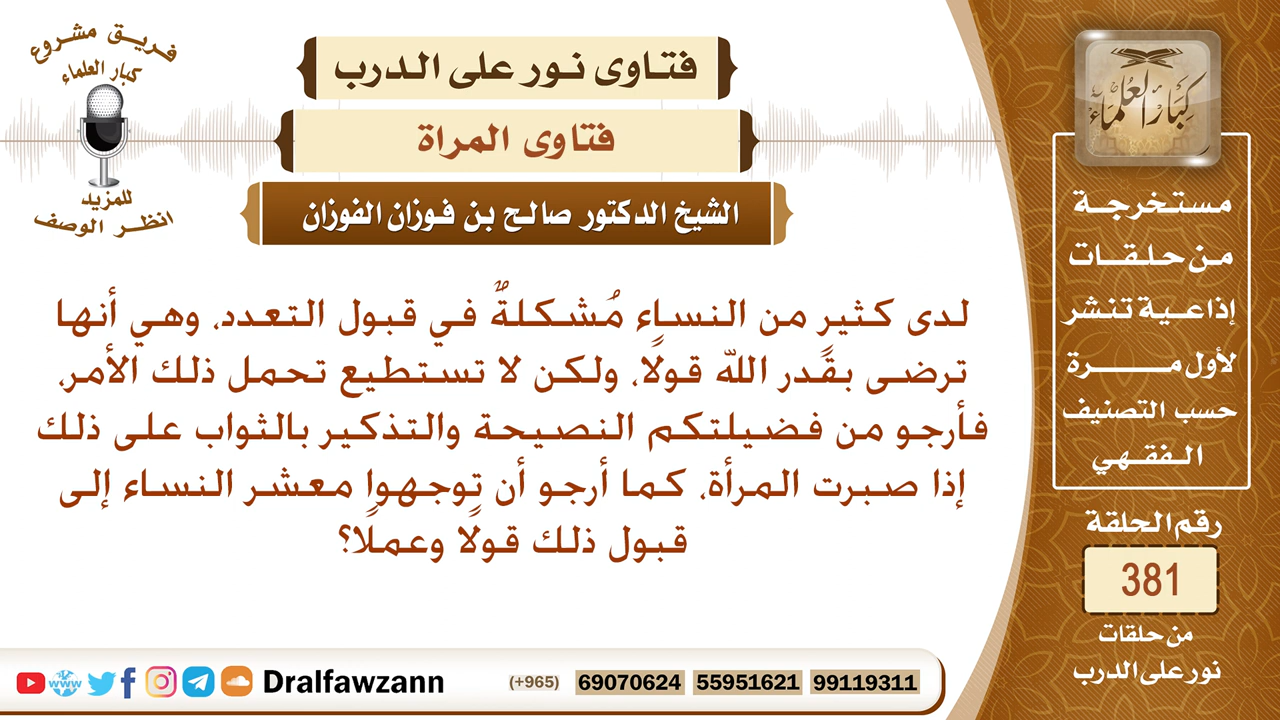 فريق مشروع
كبار العلماء
للمزيد
انظر الوصف
فتاوى نور على الدرب
فتاوى المراة
الشيخ الدكتور صالح بن فوزان الفوزان
لدى كثيرٍ من النساءِ مُشكلةٌ في قبول التعدد، وهي أنها
ترضى بقَدر الله قولًا، ولكن لا تستطيع تحمل ذلك الأمر،
فأرجو من فضيلتكم النصيحة والتذكير بالثواب على ذلك
إذا صبرت المرأة، كما أرجو أن توجهوا معشر النساء إلى
قبول ذلك قولًا وعملًا؟
كبار العلماء
مستخرجة
من حلقات
إذاعية تنشر
لأول مرة
حسب التصنيف
الفقهي
رقم الحلقة
381
من حلقات
نور على الدرب
www
Dralfawzann
(+965) 69070624 55951621 99119311